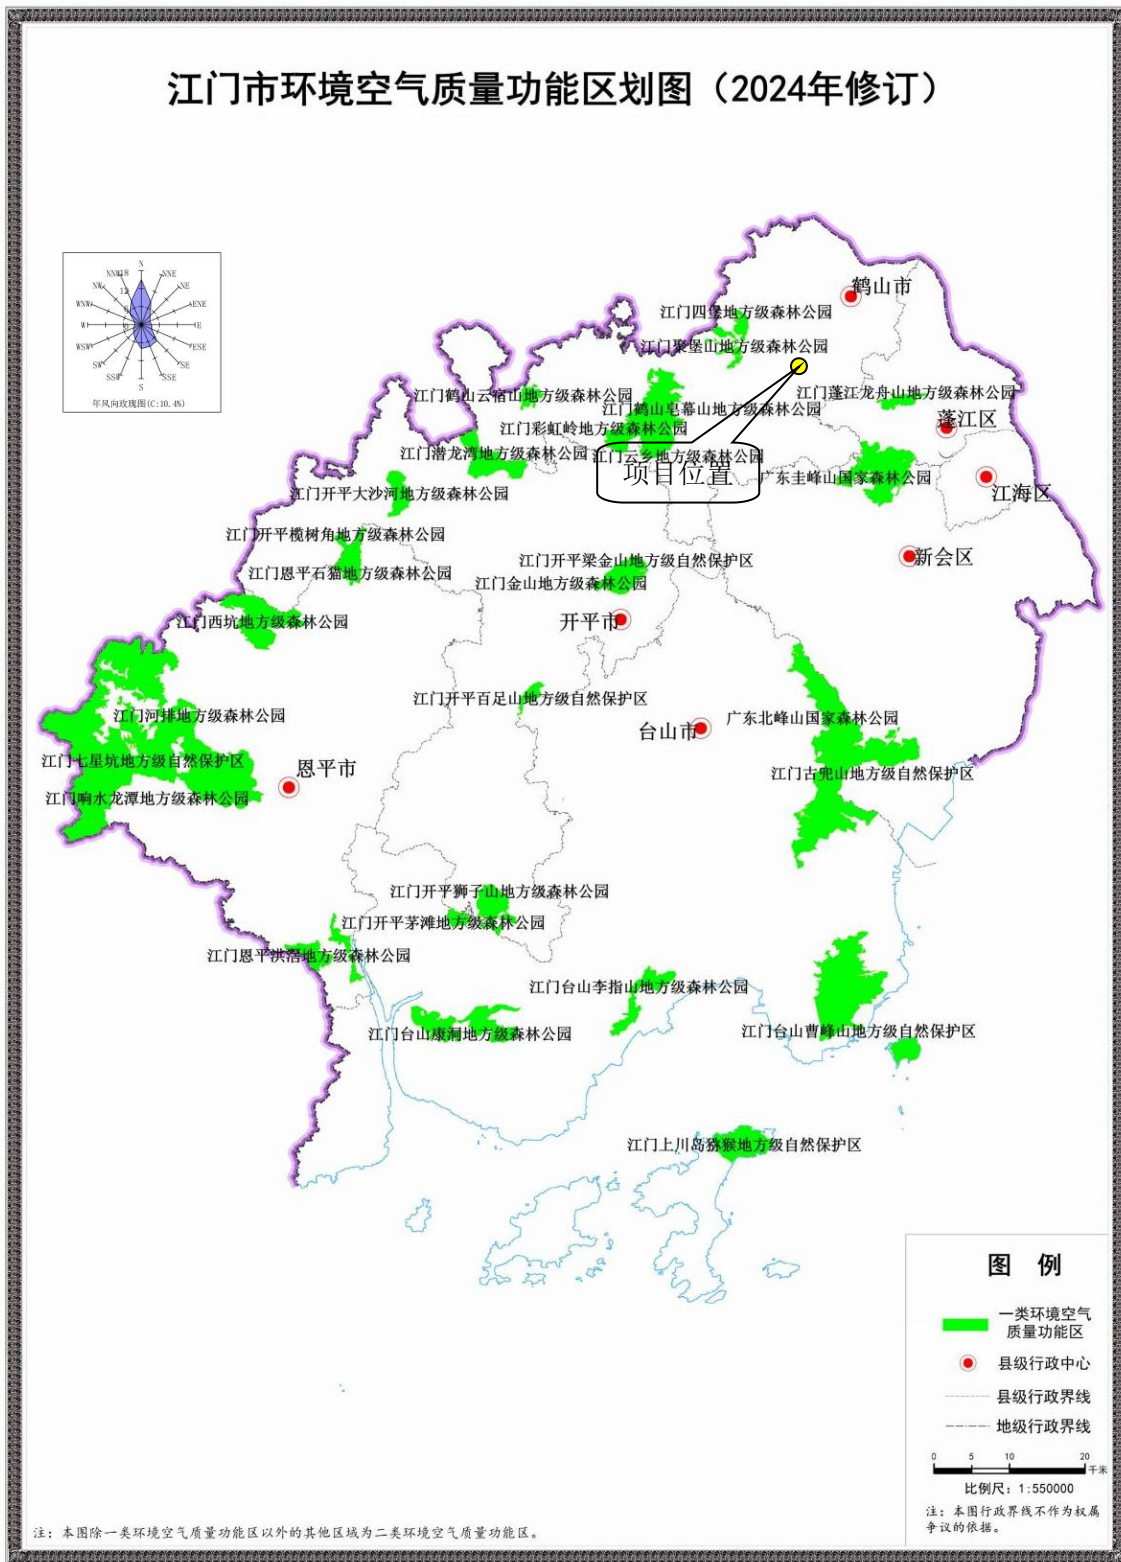 江门市环境空气质量功能区划图（2024年修订）
N
NNE
NE
ENE
E
ESE
SE
SSE
S
SSW
SW
WSW
W
WNW
NW
NNW
18
12
年风向玫瑰图(C:10.4%)
鹤山市
江门四堡地方级森林公园
江门聚堡山地方级森林公园
江门鹤山云宿山地方级森林公园
江门蓬江龙舟山地方级森林公园
江门鹤山皂幕山地方级森林公园
蓬江区
江门彩虹岭地方级森林公园
江门潜龙湾地方级森林公园
江门云乡地方级森林公园
项目位置
广东圭峰山国家森林公园
江海区
江门开平大沙河地方级森林公园
江门开平榄树角地方级森林公园
新会区
江门开平梁金山地方级自然保护区
江门恩平石猫地方级森林公园
江门金山地方级森林公园
开平市
江门西坑地方级森林公园
江门开平百足山地方级自然保护区
江门河排地方级森林公园
广东北峰山国家森林公园
台山市
江门七星坑地方级自然保护区
恩平市
江门古兜山地方级自然保护区
江门响水龙潭地方级森林公园
江门开平狮子山地方级森林公园
江门开平茅滩地方级森林公园
江门恩平洪滘地方级森林公园
江门台山李指山地方级森林公园
江门台山康洞地方级森林公园
江门台山曹峰山地方级自然保护区
江门上川岛猕猴地方级自然保护区
图 例
一类环境空气
质量功能区
县级行政中心
县级行政界线
地级行政界线
0 5 10 20
千米
比例尺：1:550000
注：本图行政界线不作为权属
争议的依据。
注：本图除一类环境空气质量功能区以外的其他区域为二类环境空气质量功能区。